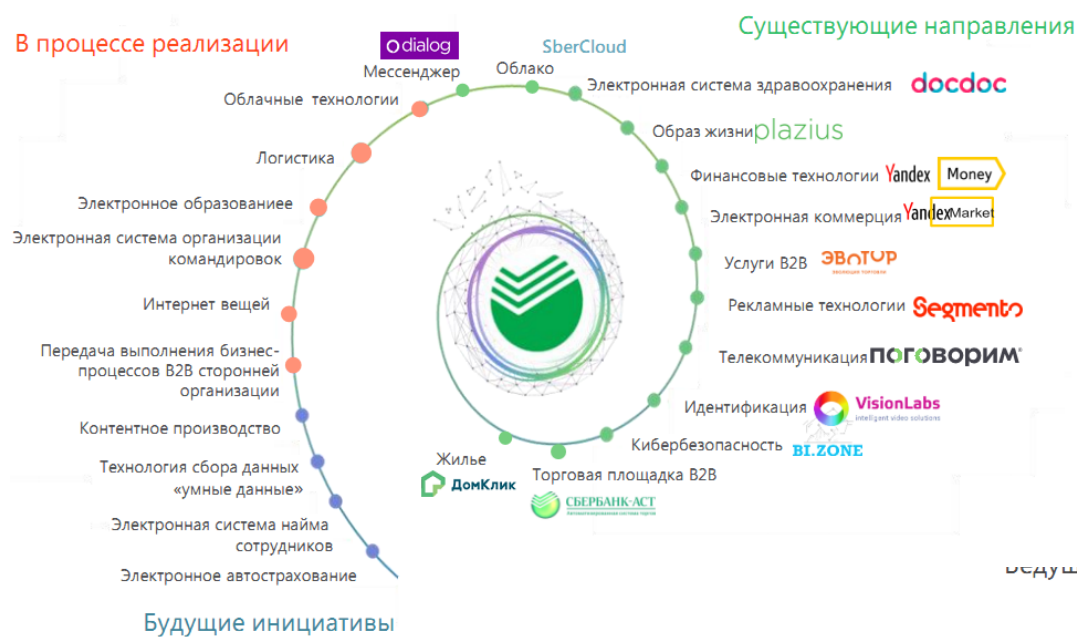 Существующие направления
В процессе реализации
dialog
SberCloud
Мессенджер
Облако
Электронная система здравоохранения
docdoc
Облачные технологии
Образ жизни
plazius
Логистика
Финансовые технологии
Yandex Money
Электронное образованиее
Электронная коммерция
Yandex Market
Электронная система организации
командировок
Услуги B2B
ЭВОТОР
Интернет вещей
Рекламные технологии
Segmento
Передача выполнения бизнес-
процессов B2B сторонней
организации
Телекоммуникация
ПОГОВОРИМ
Идентификация
VisionLabs
intelligent video solutions
Контентное производство
Кибербезопасность
BI.ZONE
Жилье
ДомКлик
Торговая площадка B2B
СБЕРБАНК-АСТ
Автоматизированная система торгов
Технология сбора данных
«умные данные»
Электронная система найма
сотрудников
Электронное автострахование
Будущие инициативы